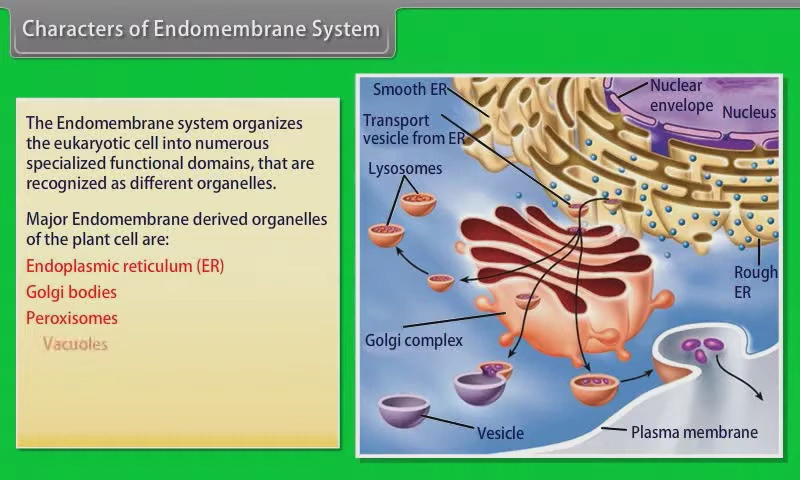 Characters of Endomembrane System
The Endomembrane system organizes
the eukaryotic cell into numerous
specialized functional domains, that are
recognized as different organelles.
Major Endomembrane derived organelles
of the plant cell are:
Endoplasmic reticulum (ER)
Golgi bodies
Peroxisomes
Vacuoles
Smooth ER
Nuclear
envelope
Nucleus
Transport
vesicle from ER
Lysosomes
Rough
ER
Golgi complex
Vesicle
Plasma membrane